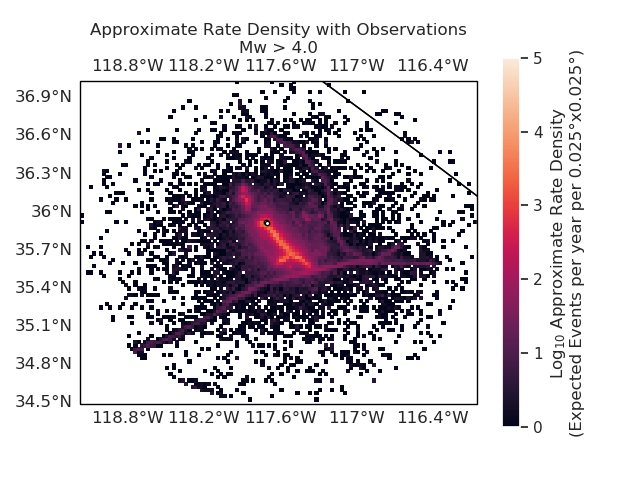 Approximate Rate Density with Observations
Mw > 4.0
118.8°W 118.2°W 117.6°W 117°W 116.4°W
36.9°N
36.6°N
36.3°N
36°N
35.7°N
35.4°N
35.1°N
34.8°N
34.5°N
118.8°W 118.2°W 117.6°W 117°W 116.4°W
5
4
3
2
1
0
Log₁₀ Approximate Rate Density
(Expected Events per year per 0.025°x0.025°)